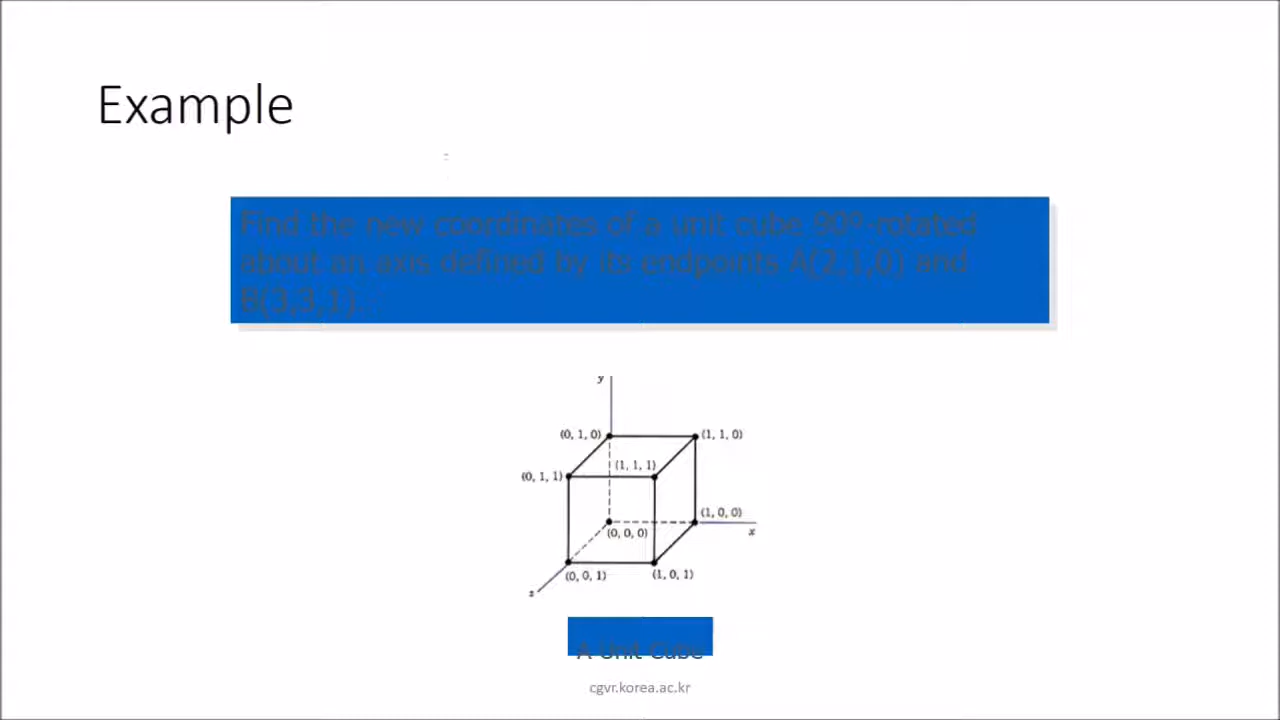 Example
Find the new coordinates of a unit cube 90º-rotated
about an axis defined by its endpoints A(2,1,0) and
B(3,3,1).
y
(0, 1, 0)
(1, 1, 0)
(0, 1, 1)
(1, 1, 1)
(1, 0, 0)
(0, 0, 0)
x
(0, 0, 1)
(1, 0, 1)
z
A Unit Cube
cgvr.korea.ac.kr